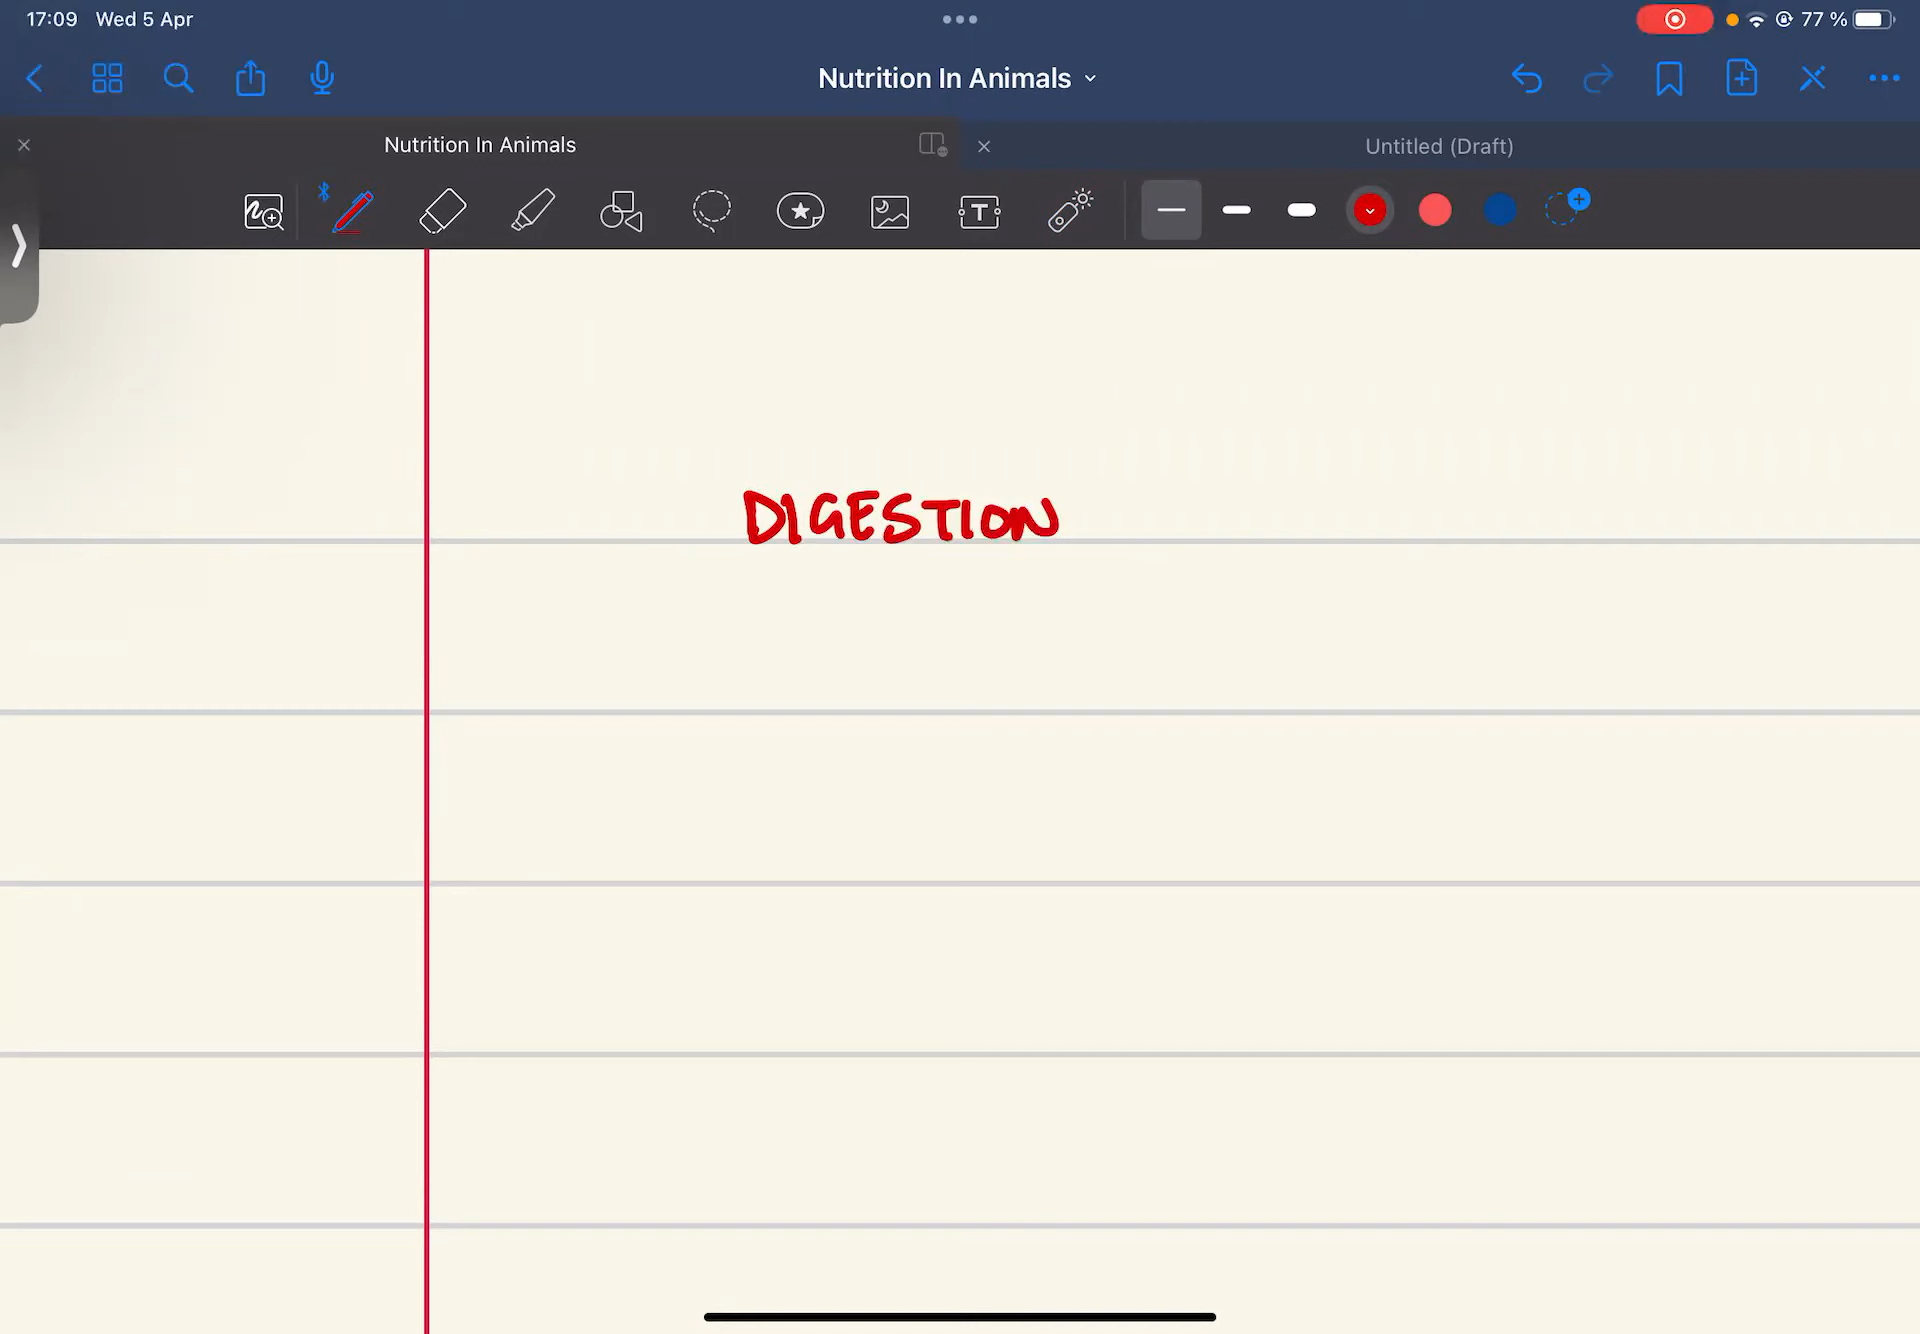 17:09 Wed 5 Apr
77 %
Nutrition In Animals
Nutrition In Animals
Untitled (Draft)
T
DIGESTION